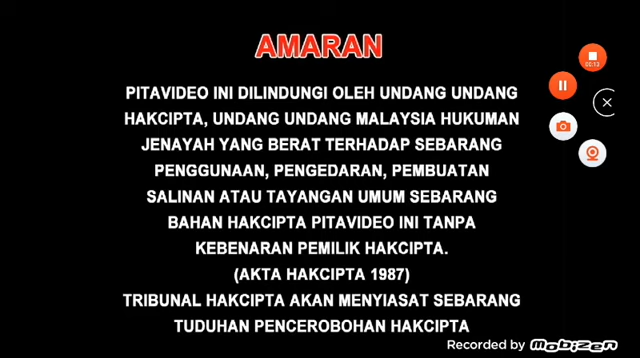 AMARAN
PITAVIDEO INI DILINDUNGI OLEH UNDANG UNDANG
HAKCIPTA, UNDANG UNDANG MALAYSIA HUKUMAN
JENAYAH YANG BERAT TERHADAP SEBARANG
PENGGUNAAN, PENGEDARAN, PEMBUATAN
SALINAN ATAU TAYANGAN UMUM SEBARANG
BAHAN HAKCIPTA PITAVIDEO INI TANPA
KEBENARAN PEMILIK HAKCIPTA.
(AKTA HAKCIPTA 1987)
TRIBUNAL HAKCIPTA AKAN MENYIASAT SEBARANG
TUDUHAN PENCEROBOHAN HAKCIPTA
00:13
Recorded by Mobizen